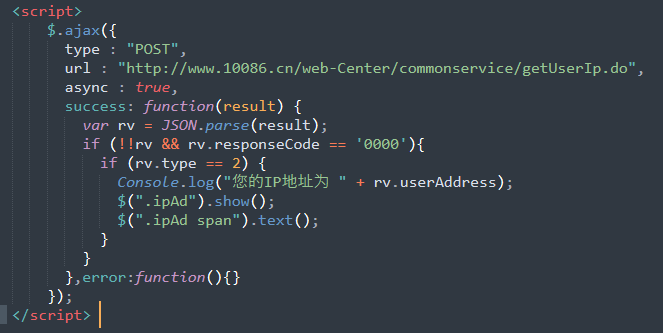 <script>
$.ajax({
type : "POST",
url : "http://www.10086.cn/web-Center/commonservice/getUserIp.do",
async : true,
success: function(result) {
var rv = JSON.parse(result);
if (!!rv && rv.responseCode == '0000'){
if (rv.type == 2) {
Console.log("您的IP地址为 " + rv.userAddress);
$(".ipAd").show();
$(".ipAd span").text();
}
}
},error:function(){}
});
</script>